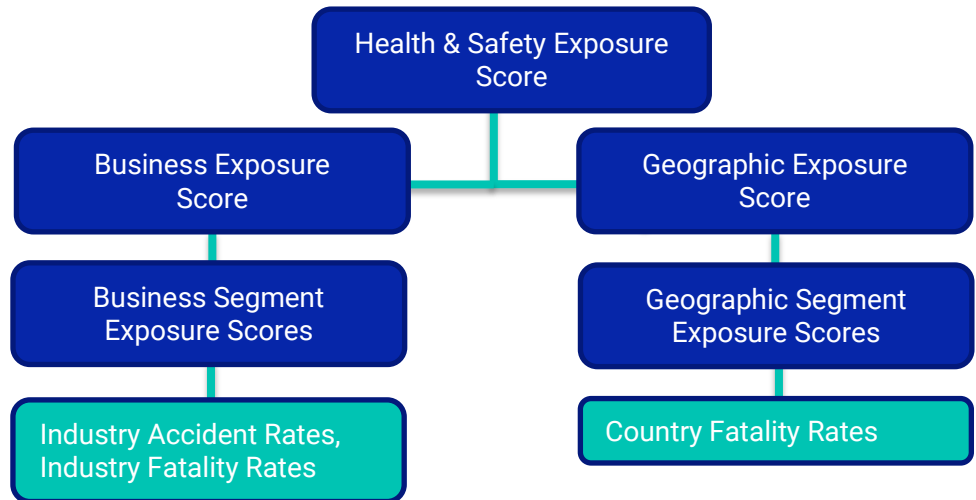 Health & Safety Exposure
Score
Business Exposure
Score
Geographic Exposure
Score
Business Segment
Exposure Scores
Geographic Segment
Exposure Scores
Industry Accident Rates,
Industry Fatality Rates
Country Fatality Rates